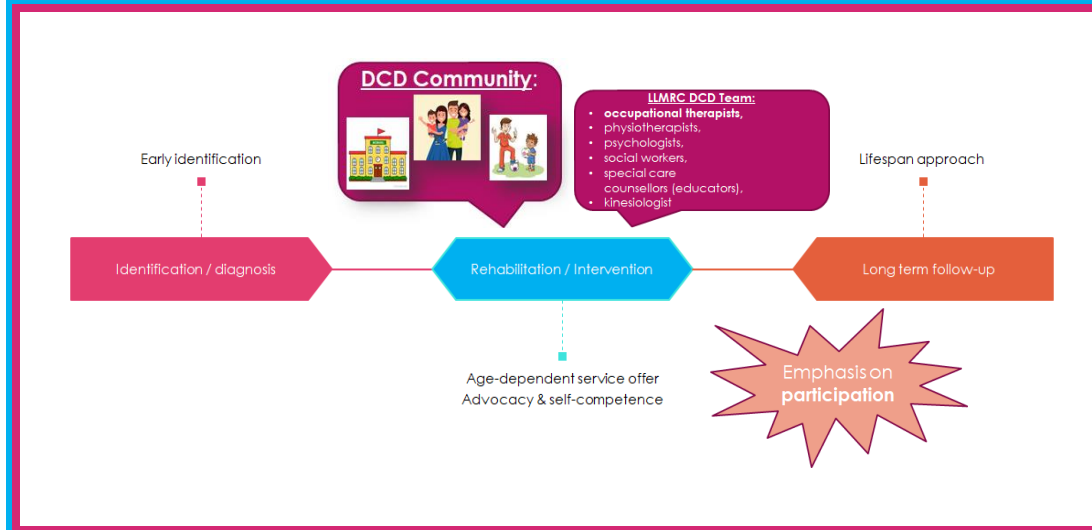 DCD Community:
LLMRC DCD Team:
• occupational therapists,
• physiotherapists,
• psychologists,
• social workers,
• special care
counsellors (educators),
• kinesiologist
Early identification
Lifespan approach
Identification / diagnosis
Rehabilitation / Intervention
Long term follow-up
Age-dependent service offer
Advocacy & self-competence
Emphasis on
participation